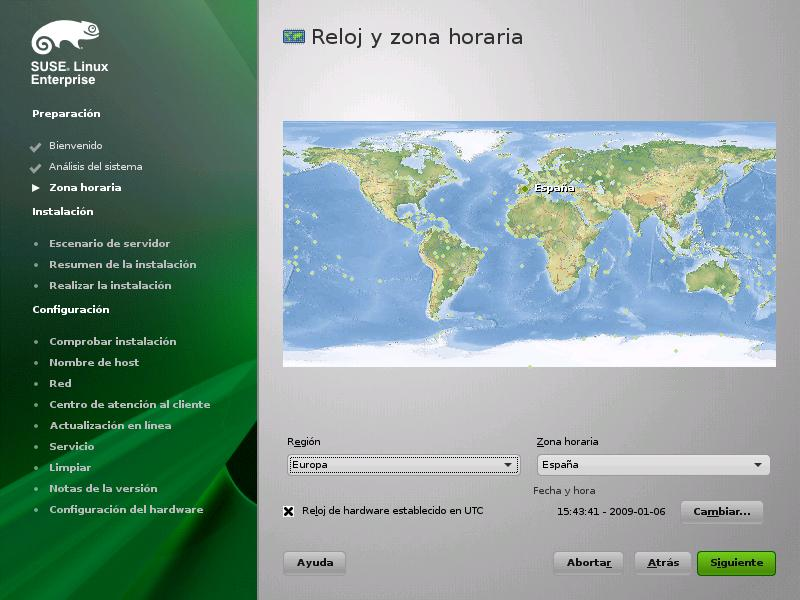 SUSE® Linux
Enterprise
Preparación
Bienvenido
Análisis del sistema
Zona horaria
Instalación
Escenario de servidor
Resumen de la instalación
Realizar la instalación
Configuración
Comprobar instalación
Nombre de host
Red
Centro de atención al cliente
Actualización en línea
Servicio
Limpiar
Notas de la versión
Configuración del hardware
Reloj y zona horaria
España
Región
Zona horaria
Europa
España
Fecha y hora
Reloj de hardware establecido en UTC
15:43:41 - 2009-01-06
Cambiar...
Ayuda
Abortar
Atrás
Siguiente